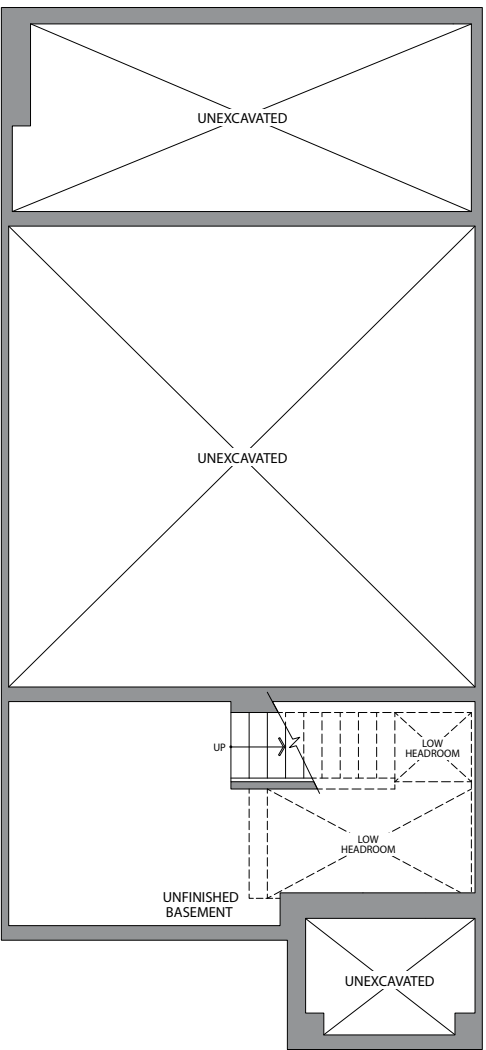 UNEXCAVATED
UNEXCAVATED
UP
LOW
HEADROOM
LOW
HEADROOM
UNFINISHED
BASEMENT
UNEXCAVATED